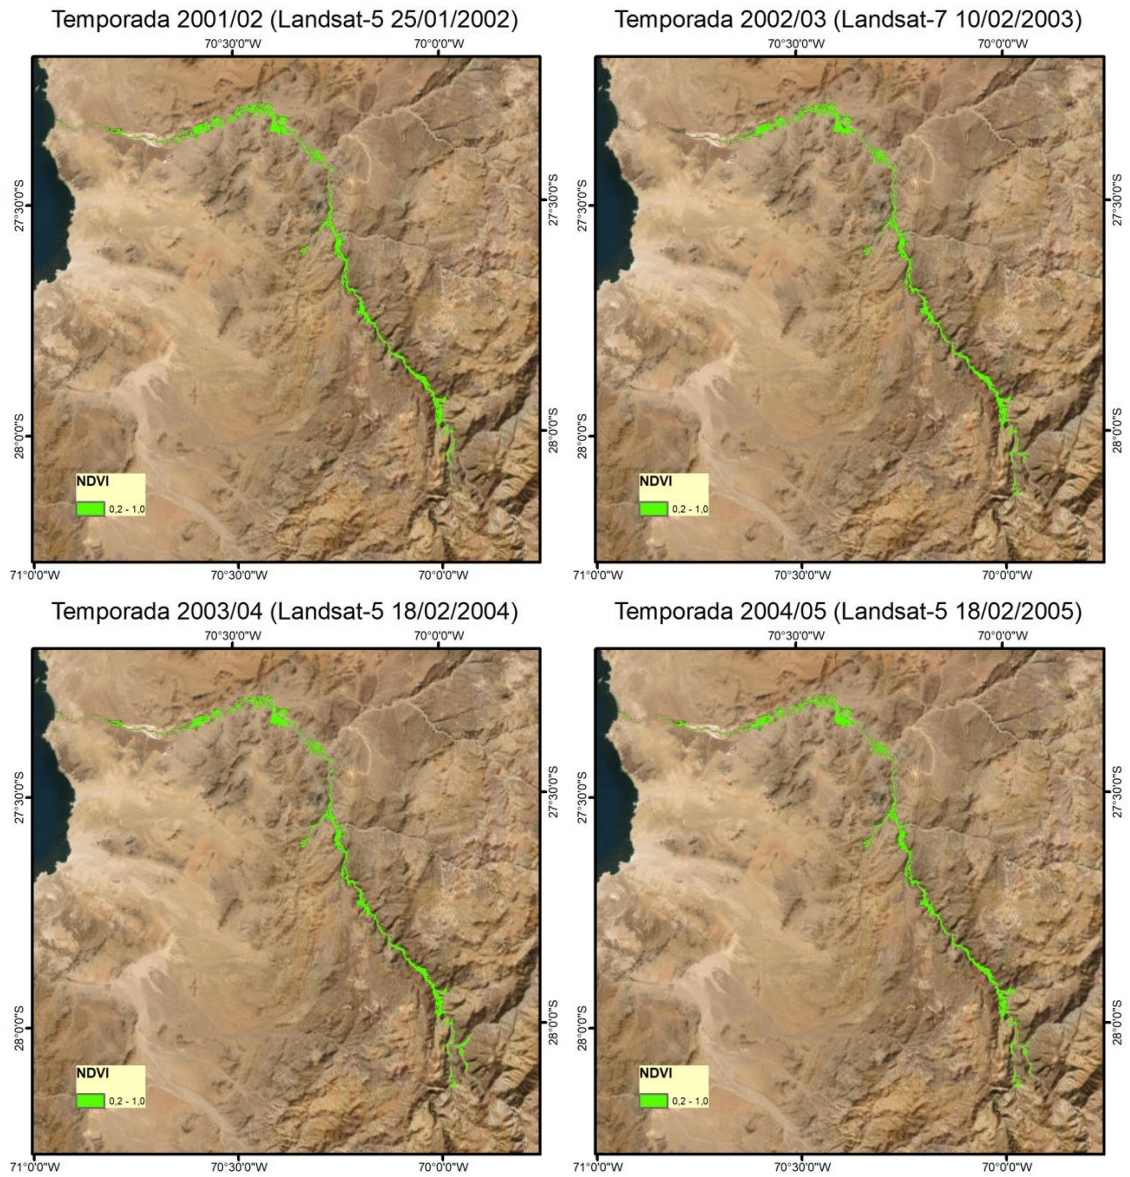 Temporada 2001/02 (Landsat-5 25/01/2002)
70°30'0"W
70°0'0"W
27°30'0"S
27°30'0"S
28°0'0"S
28°0'0"S
NDVI
0,2 - 1,0
71°0'0"W
70°30'0"W
70°0'0"W
Temporada 2002/03 (Landsat-7 10/02/2003)
70°30'0"W
70°0'0"W
27°30'0"S
27°30'0"S
28°0'0"S
28°0'0"S
NDVI
0,2 - 1,0
71°0'0"W
70°30'0"W
70°0'0"W
Temporada 2003/04 (Landsat-5 18/02/2004)
70°30'0"W
70°0'0"W
27°30'0"S
27°30'0"S
28°0'0"S
28°0'0"S
NDVI
0,2 - 1,0
71°0'0"W
70°30'0"W
70°0'0"W
Temporada 2004/05 (Landsat-5 18/02/2005)
70°30'0"W
70°0'0"W
27°30'0"S
27°30'0"S
28°0'0"S
28°0'0"S
NDVI
0,2 - 1,0
71°0'0"W
70°30'0"W
70°0'0"W